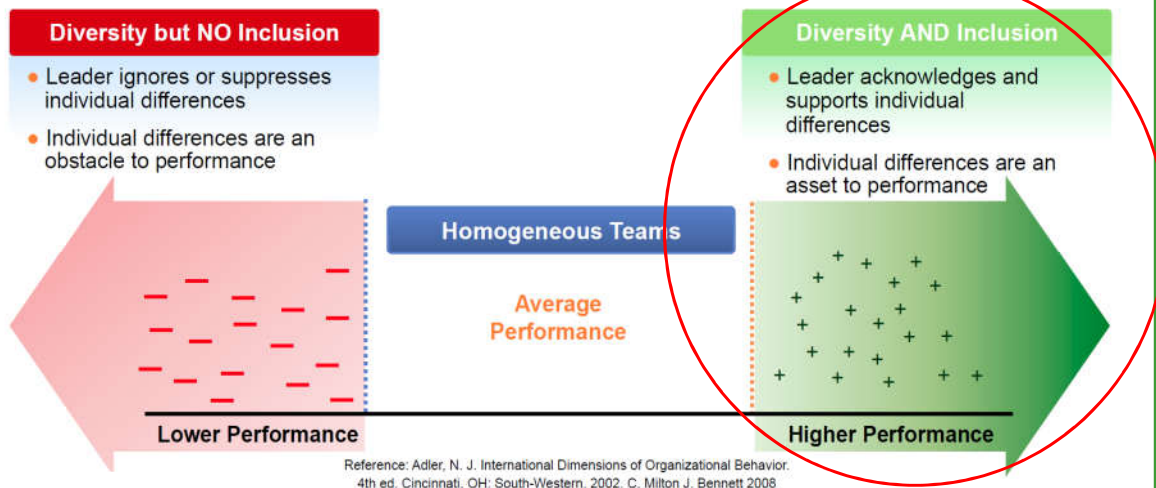 Diversity but NO Inclusion
• Leader ignores or suppresses
individual differences
• Individual differences are an
obstacle to performance
Diversity AND Inclusion
• Leader acknowledges and
supports individual
differences
• Individual differences are an
asset to performance
Homogeneous Teams
Average
Performance
Lower Performance
Higher Performance
Reference: Adler, N. J. International Dimensions of Organizational Behavior.
4th ed. Cincinnati, OH: South-Western, 2002, C. Milton J. Bennett 2008